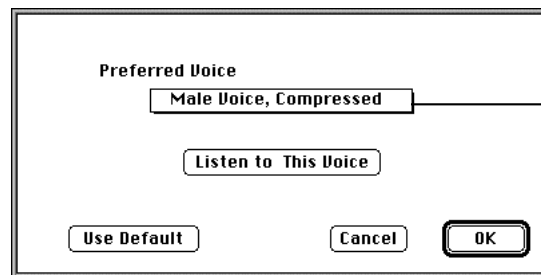 Preferred Voice
Male Voice, Compressed
Listen to This Voice
Use Default
Cancel
OK